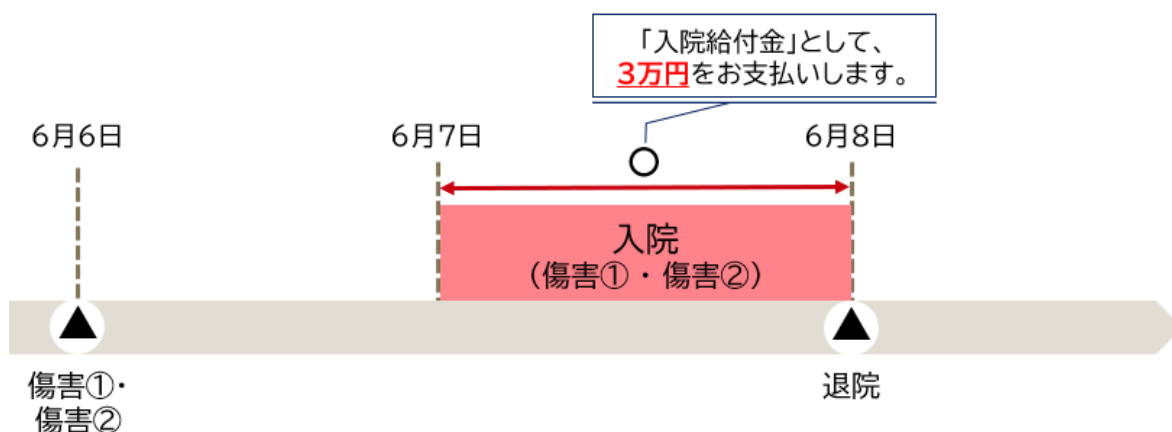 「入院給付金」として、
3万円をお支払いします。
6月6日
6月7日
6月8日
入院
（傷害①・傷害②）
傷害①・
傷害②
退院